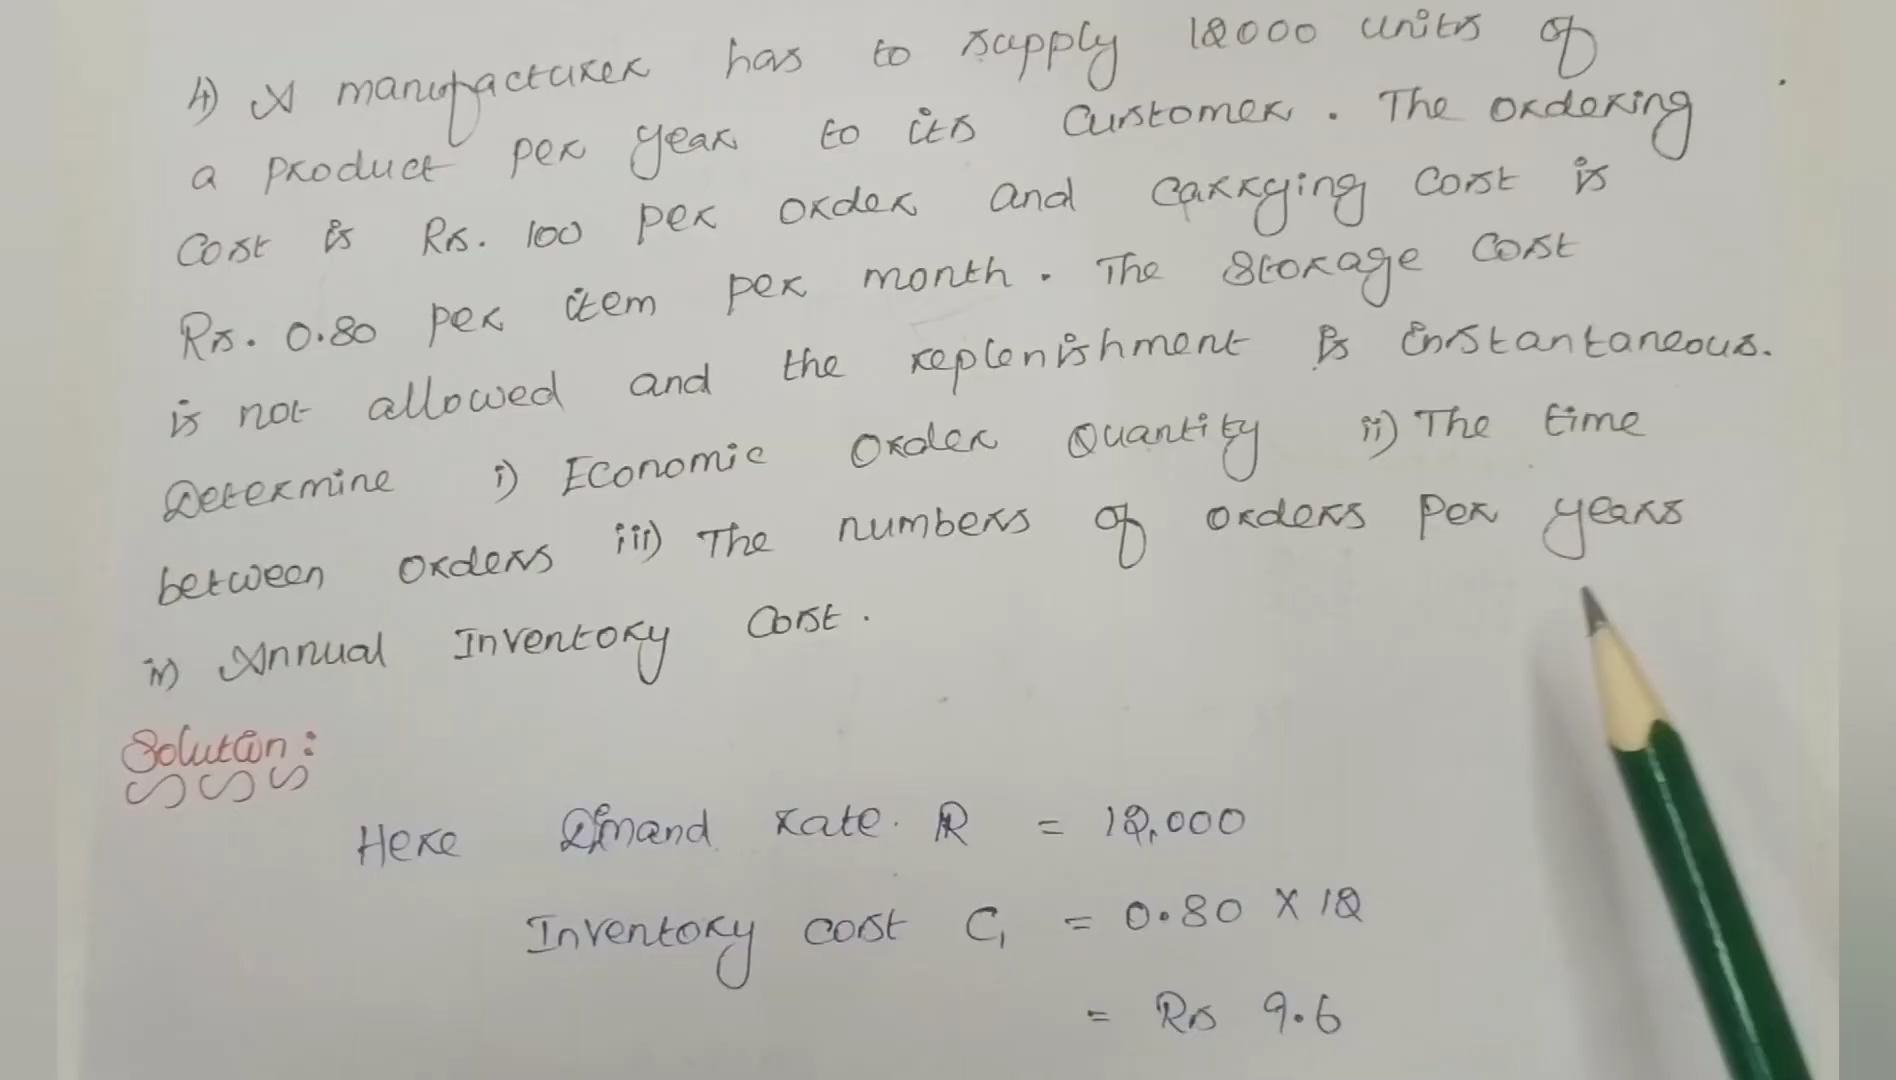 4) A manufacturer has to supply 12000 units of
a product per year to its customer. The ordering
cost is Rs. 100 per order and carrying cost is
Rs. 0.80 per item per month. The storage cost
is not allowed and the replenishment is instantaneous.
Determine i) Economic Order Quantity ii) The time
between orders iii) The numbers of orders per years
iv) Annual Inventory cost.
Solution:
Here Demand rate. R = 12,000
Inventory cost C1 = 0.80 X 12
= Rs 9.6